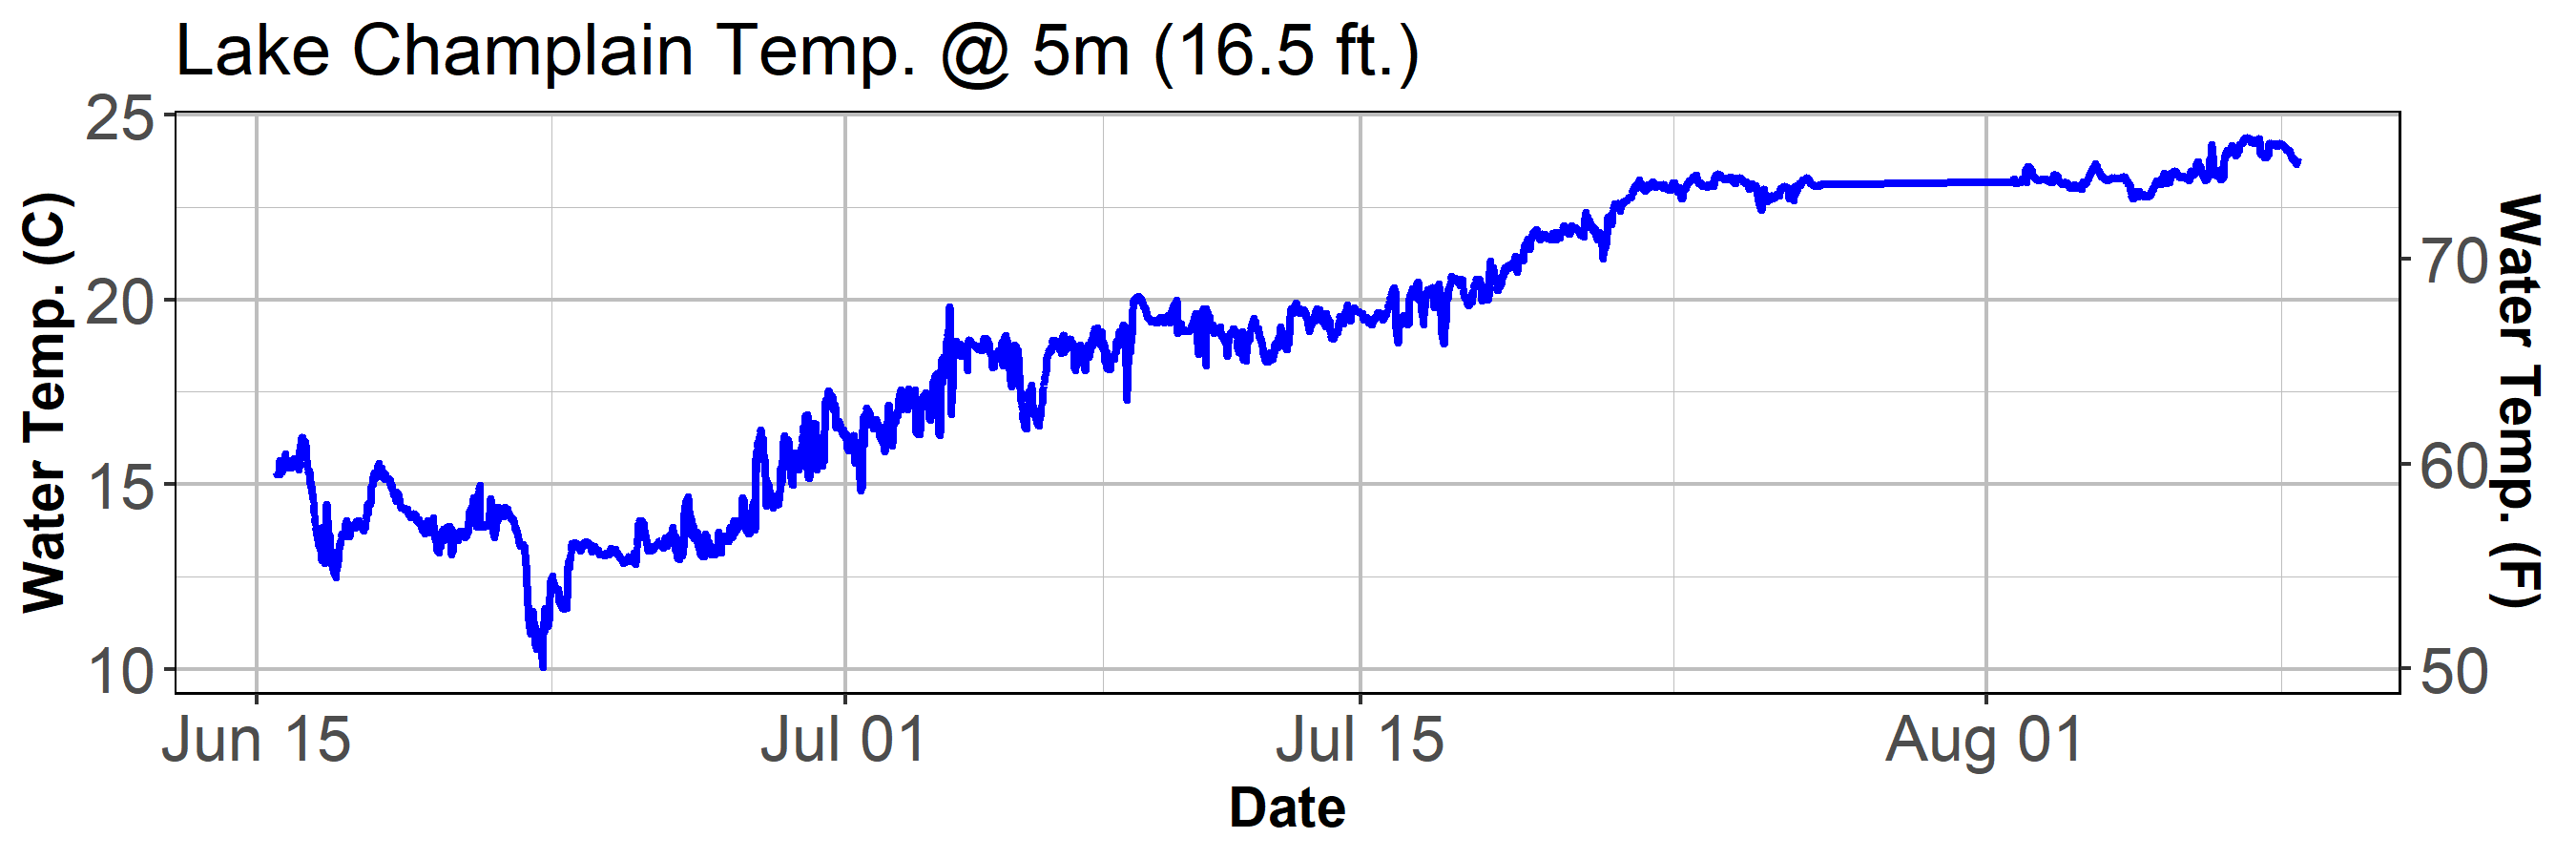 Lake Champlain Temp. @ 5m (16.5 ft.)
25
20
15
10
Water Temp. (C)
70
60
50
Water Temp. (F)
Jun 15
Jul 01
Jul 15
Aug 01
Date